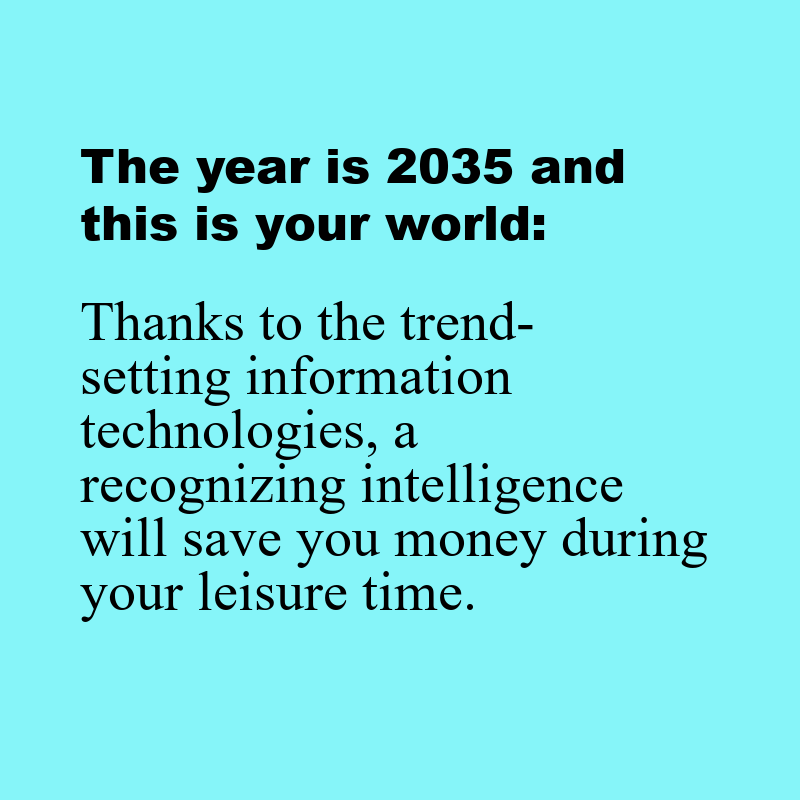 The year is 2035 and
this is your world:
Thanks to the trend-
setting information
technologies, a
recognizing intelligence
will save you money during
your leisure time.